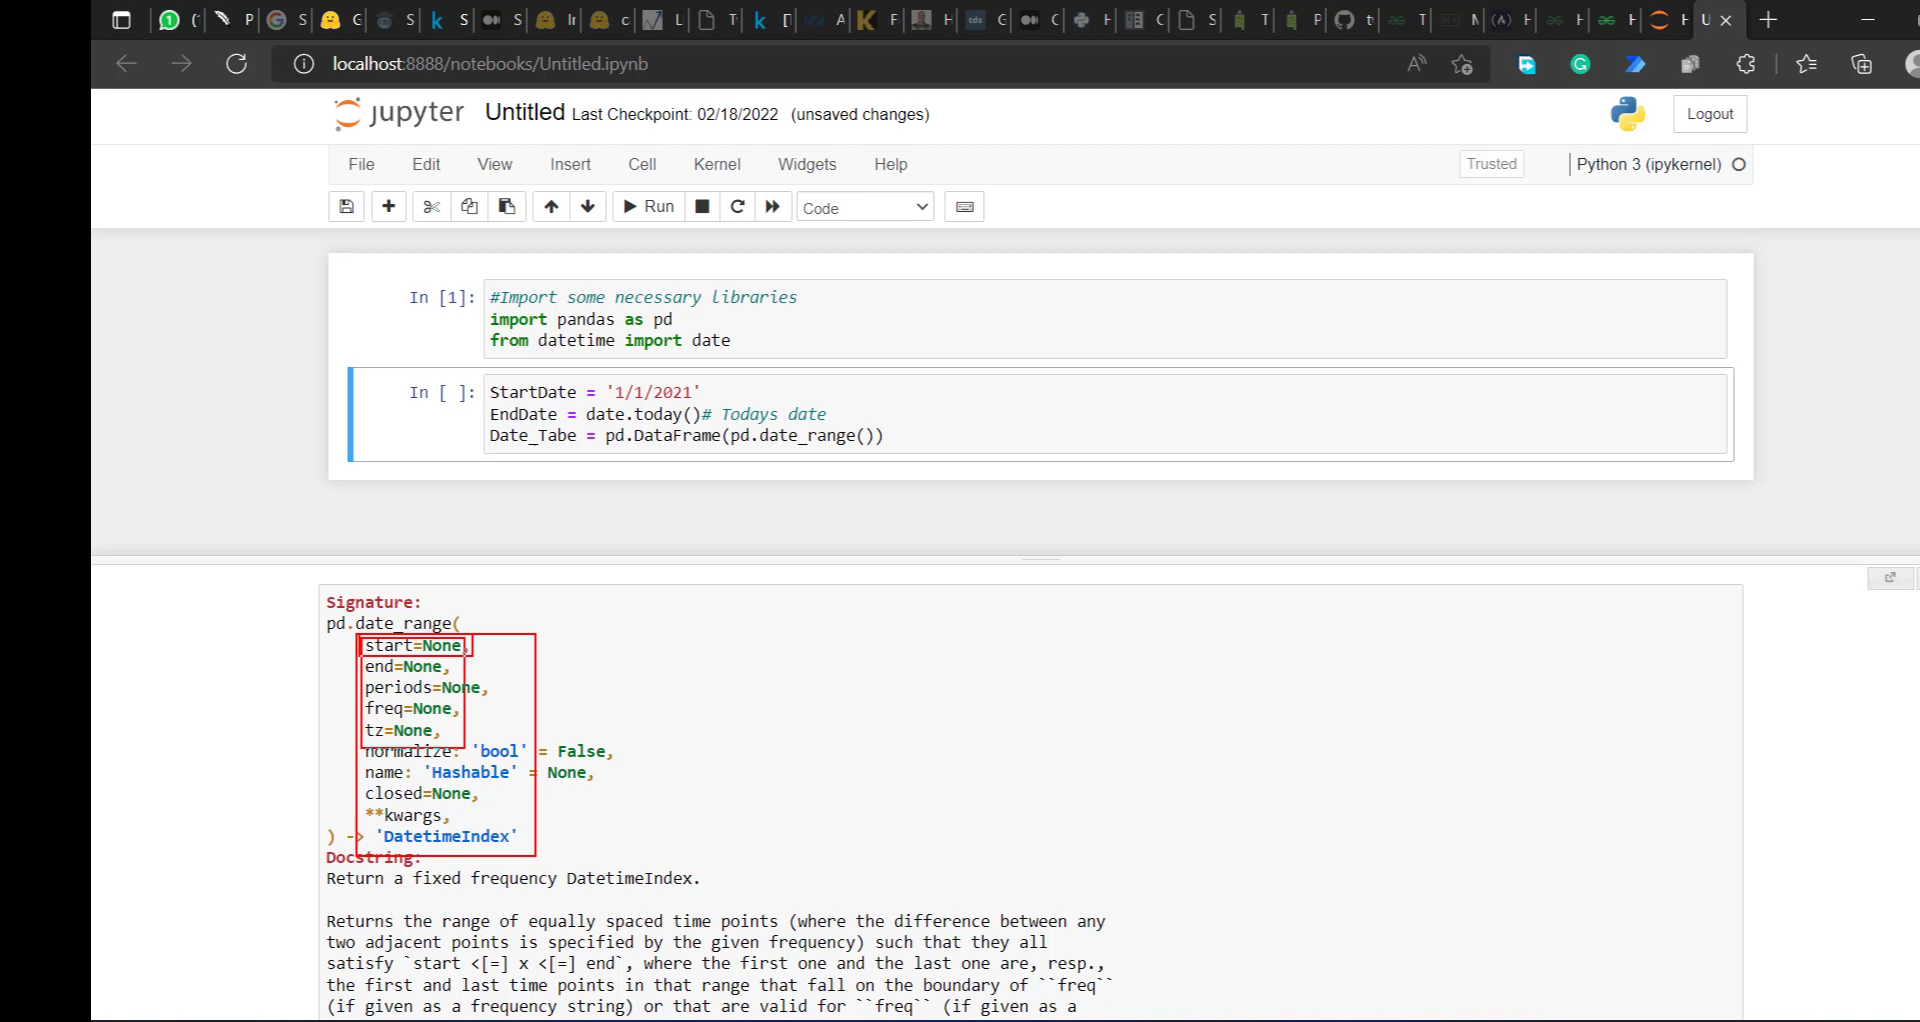 localhost:8888/notebooks/Untitled.ipynb
jupyter Untitled Last Checkpoint: 02/18/2022 (unsaved changes)
Logout
File Edit View Insert Cell Kernel Widgets Help
Trusted
Python 3 (ipykernel)
Run
Code
In [1]: #Import some necessary libraries
import pandas as pd
from datetime import date
In [ ]: StartDate = '1/1/2021'
EndDate = date.today()# Todays date
Date_Tabe = pd.DataFrame(pd.date_range())
Signature:
pd.date_range(
start=None,
end=None,
periods=None,
freq=None,
tz=None,
normalize: 'bool' = False,
name: 'Hashable' = None,
closed=None,
**kwargs,
) -> 'DatetimeIndex'
Docstring:
Return a fixed frequency DatetimeIndex.
Returns the range of equally spaced time points (where the difference between any
two adjacent points is specified by the given frequency) such that they all
satisfy `start <[=] x <[=] end`, where the first one and the last one are, resp.,
the first and last time points in that range that fall on the boundary of ``freq``
(if given as a frequency string) or that are valid for ``freq`` (if given as a